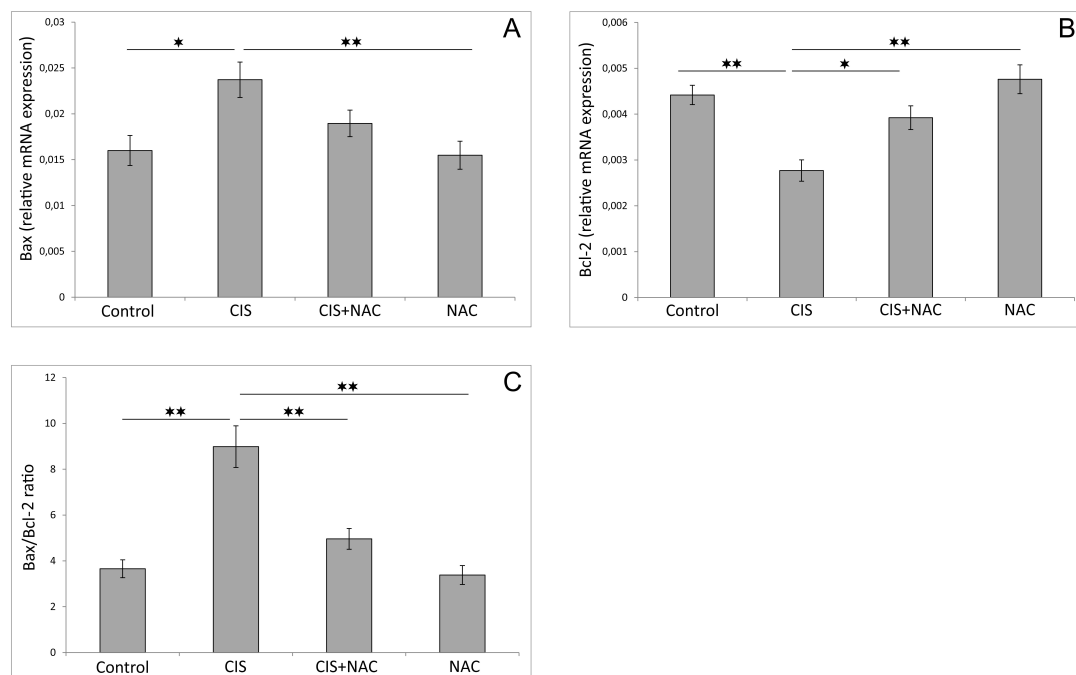 A
Bax (relative mRNA expression)
0,03
0,025
0,02
0,015
0,01
0,005
0
Control CIS CIS+NAC NAC
B
Bcl-2 (relative mRNA expression)
0,006
0,005
0,004
0,003
0,002
0,001
0
Control CIS CIS+NAC NAC
C
Bax/Bcl-2 ratio
12
10
8
6
4
2
0
Control CIS CIS+NAC NAC